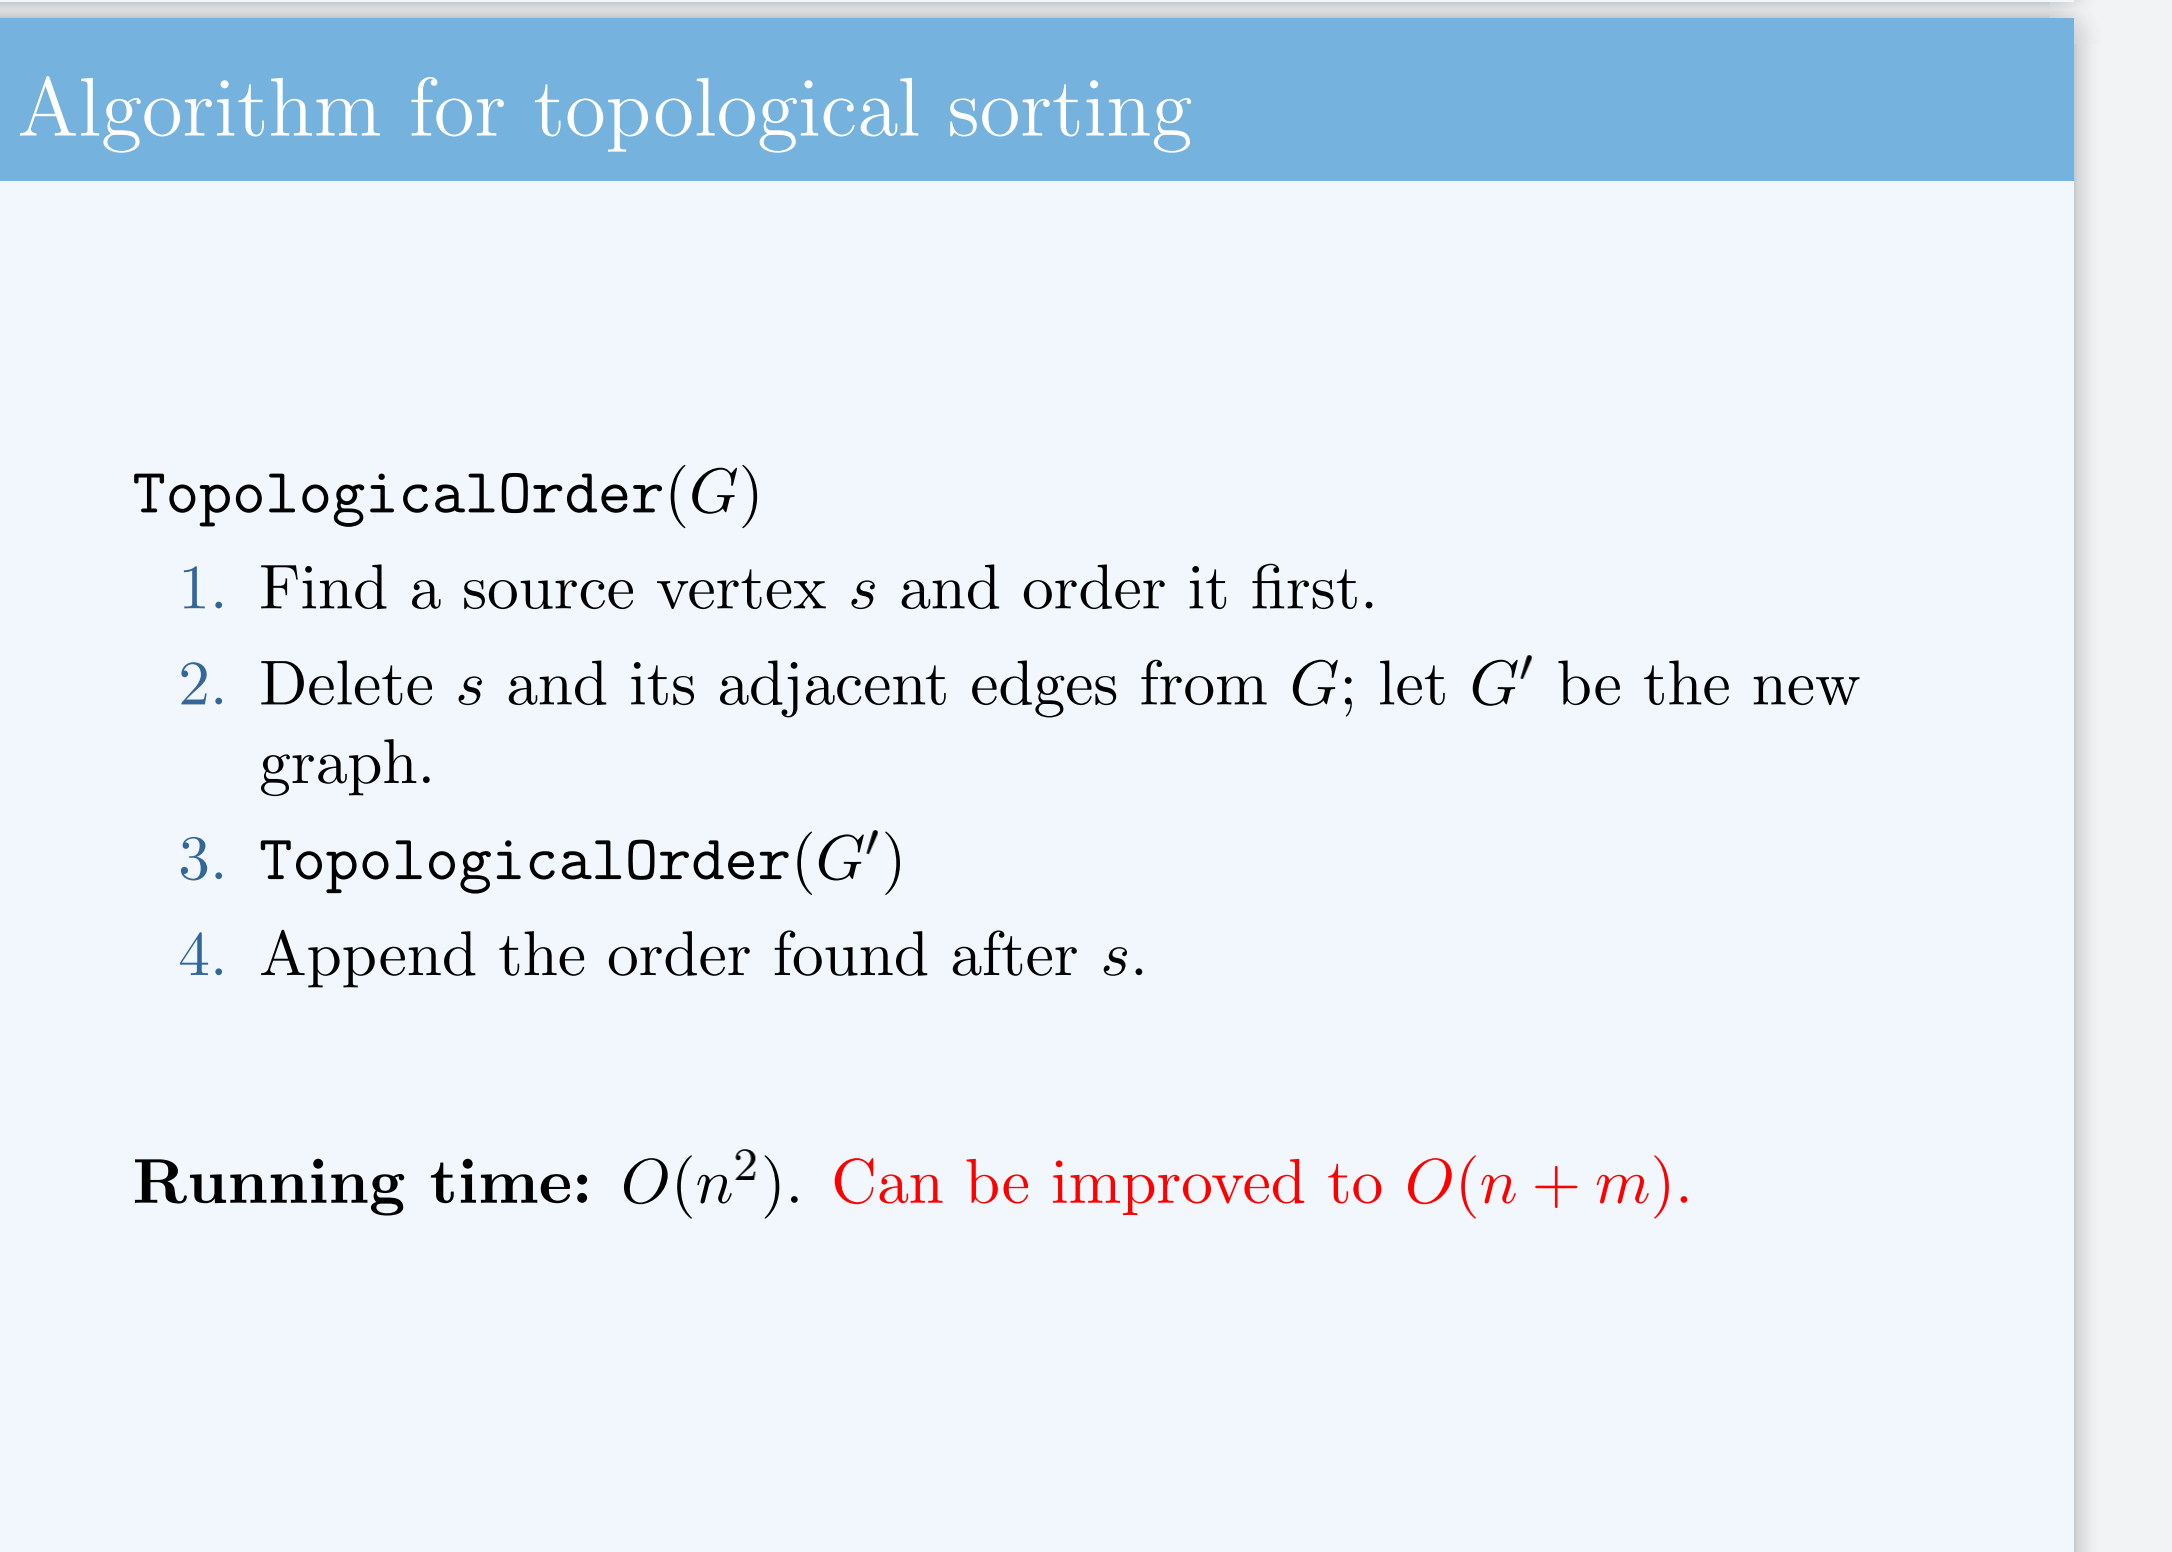 Algorithm for topological sorting
TopologicalOrder(G)
1. Find a source vertex s and order it first.
2. Delete s and its adjacent edges from G; let G′ be the new
graph.
3. TopologicalOrder(G′)
4. Append the order found after s.
Running time: O(n²). Can be improved to O(n + m).